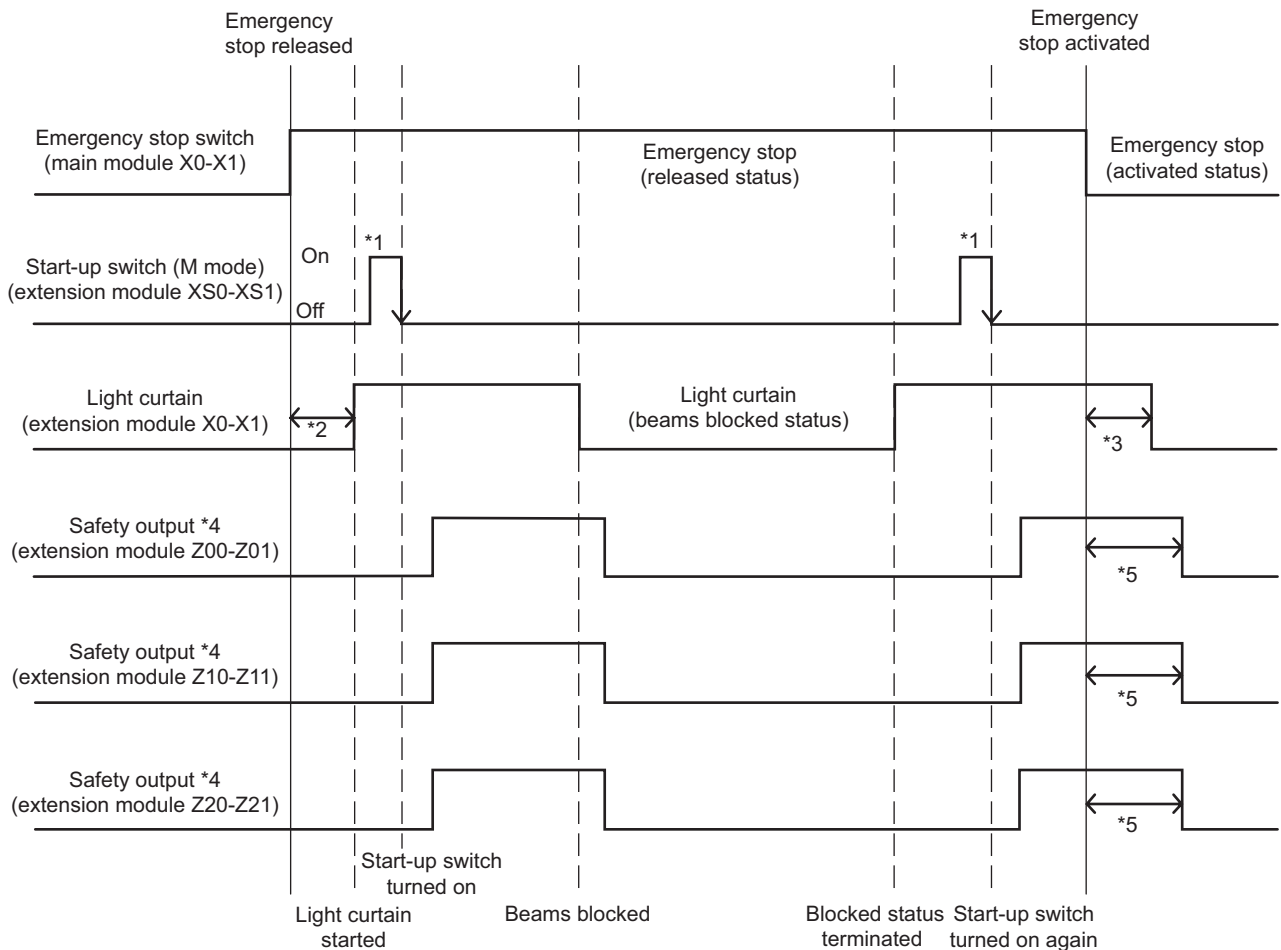 Emergency
stop released
Emergency
stop activated
Emergency stop switch
(main module X0-X1)
Emergency stop
(released status)
Emergency stop
(activated status)
*1
*1
On
Start-up switch (M mode)
(extension module XS0-XS1)
Off
Light curtain
(extension module X0-X1)
*2
Light curtain
(beams blocked status)
*3
Safety output *4
(extension module Z00-Z01)
*5
Safety output *4
(extension module Z10-Z11)
*5
Safety output *4
(extension module Z20-Z21)
*5
Start-up switch
turned on
Light curtain
started
Beams blocked
Blocked status
terminated
Start-up switch
turned on again